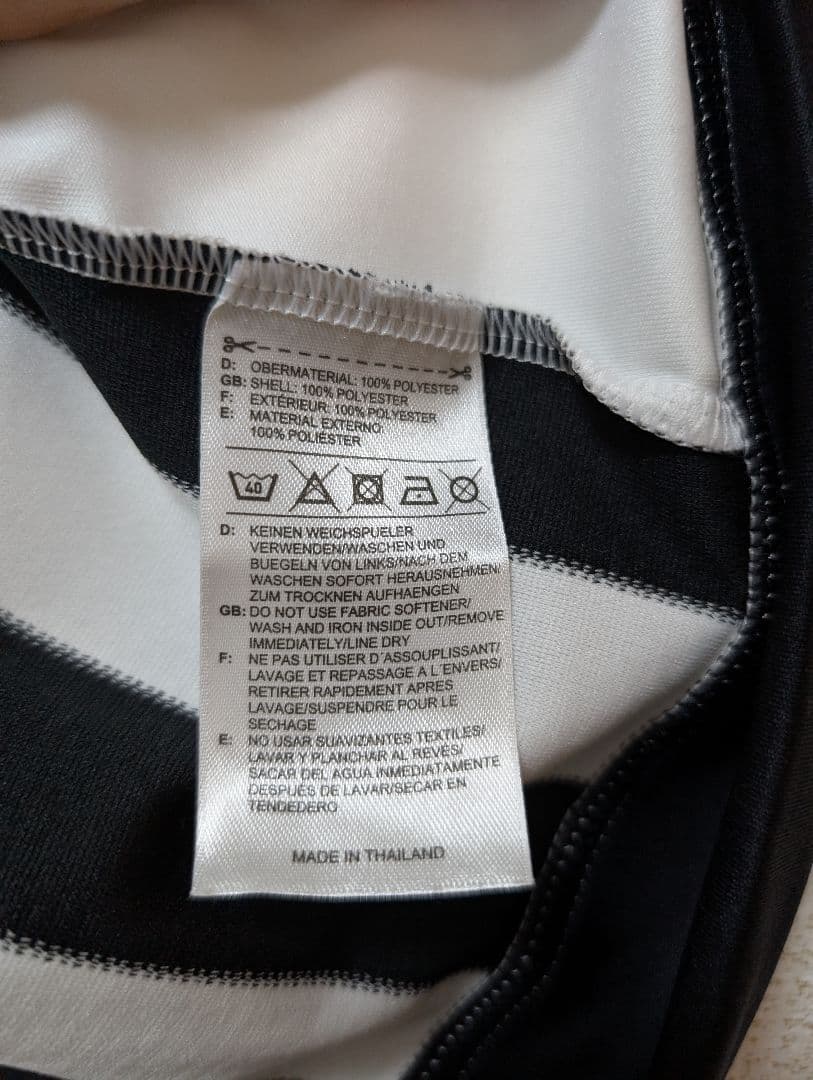 D: OBERMATERIAL: 100% POLYESTER
GB: SHELL: 100% POLYESTER
F: EXTÉRIEUR: 100% POLYESTER
E: MATERIAL EXTERNO:
100% POLIÉSTER
40
D: KEINEN WEICHSPUELER
VERWENDEN/WASCHEN UND
BUEGELN VON LINKS/NACH DEM
WASCHEN SOFORT HERAUSNEHMEN/
ZUM TROCKNEN AUFHAENGEN
GB: DO NOT USE FABRIC SOFTENER/
WASH AND IRON INSIDE OUT/REMOVE
IMMEDIATELY/LINE DRY
F: NE PAS UTILISER D'ASSOUPLISSANT/
LAVAGE ET REPASSAGE A L'ENVERS/
RETIRER RAPIDEMENT APRES
LAVAGE/SUSPENDRE POUR LE
SECHAGE
E: NO USAR SUAVIZANTES TEXTILES/
LAVAR Y PLANCHAR AL REVES/
SACAR DEL AGUA INMEDIATAMENTE
DESPUÉS DE LAVAR/SECAR EN
TENDEDERO
MADE IN THAILAND